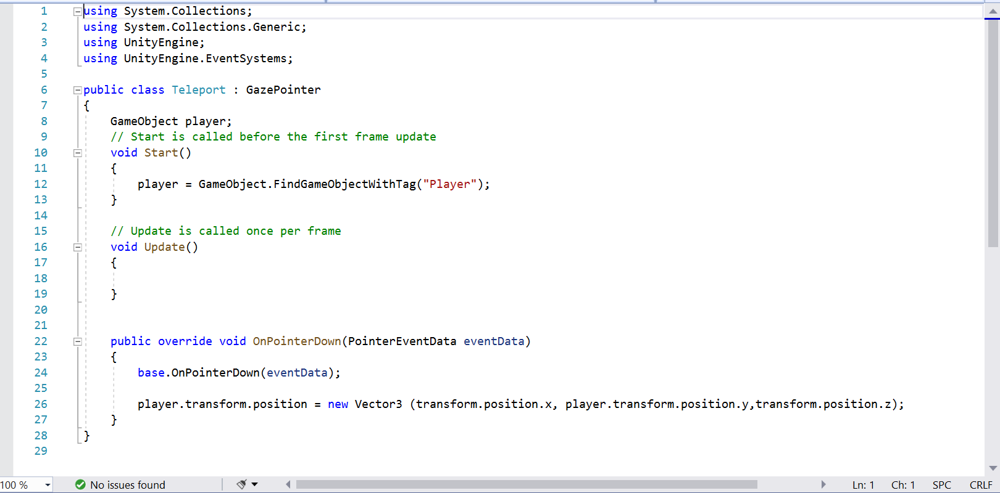 1 using System.Collections;
2 using System.Collections.Generic;
3 using UnityEngine;
4 using UnityEngine.EventSystems;
5
6 public class Teleport : GazePointer
7 {
8 GameObject player;
9 // Start is called before the first frame update
10 void Start()
11 {
12 player = GameObject.FindGameObjectWithTag("Player");
13 }
14
15 // Update is called once per frame
16 void Update()
17 {
18
19 }
20
21
22 public override void OnPointerDown(PointerEventData eventData)
23 {
24 base.OnPointerDown(eventData);
25
26 player.transform.position = new Vector3 (transform.position.x, player.transform.position.y,transform.position.z);
27 }
28 }
29
100 % No issues found Ln: 1 Ch: 1 SPC CRLF